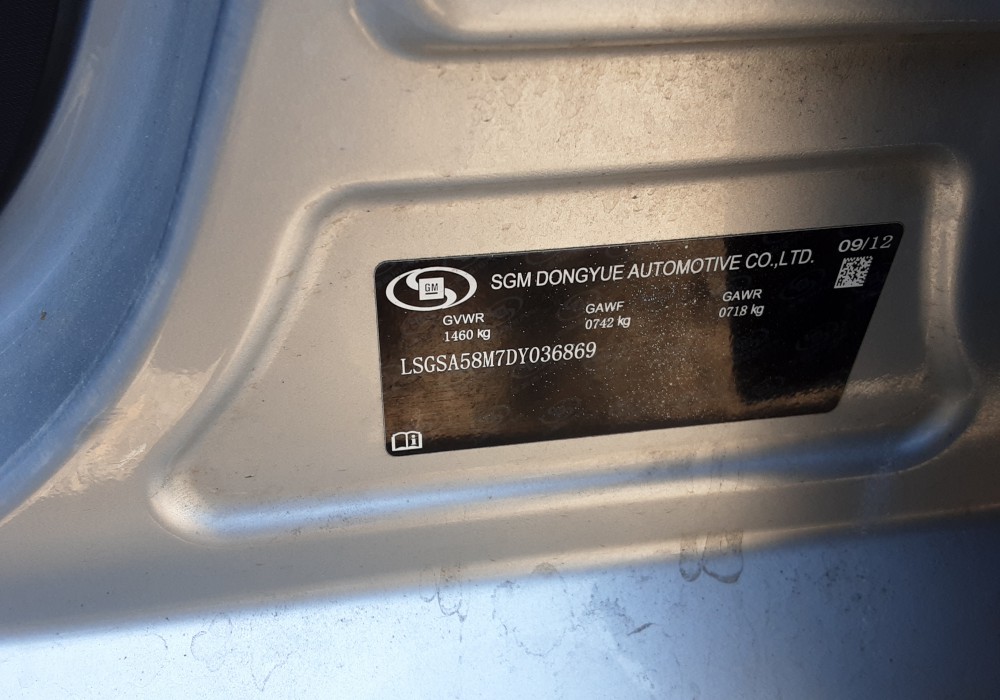 09/12
GM
SGM DONGYUE AUTOMOTIVE CO.,LTD.
GVWR GAWF GAWR
1460 kg 0742 kg 0718 kg
LSGSA58M7DY036869